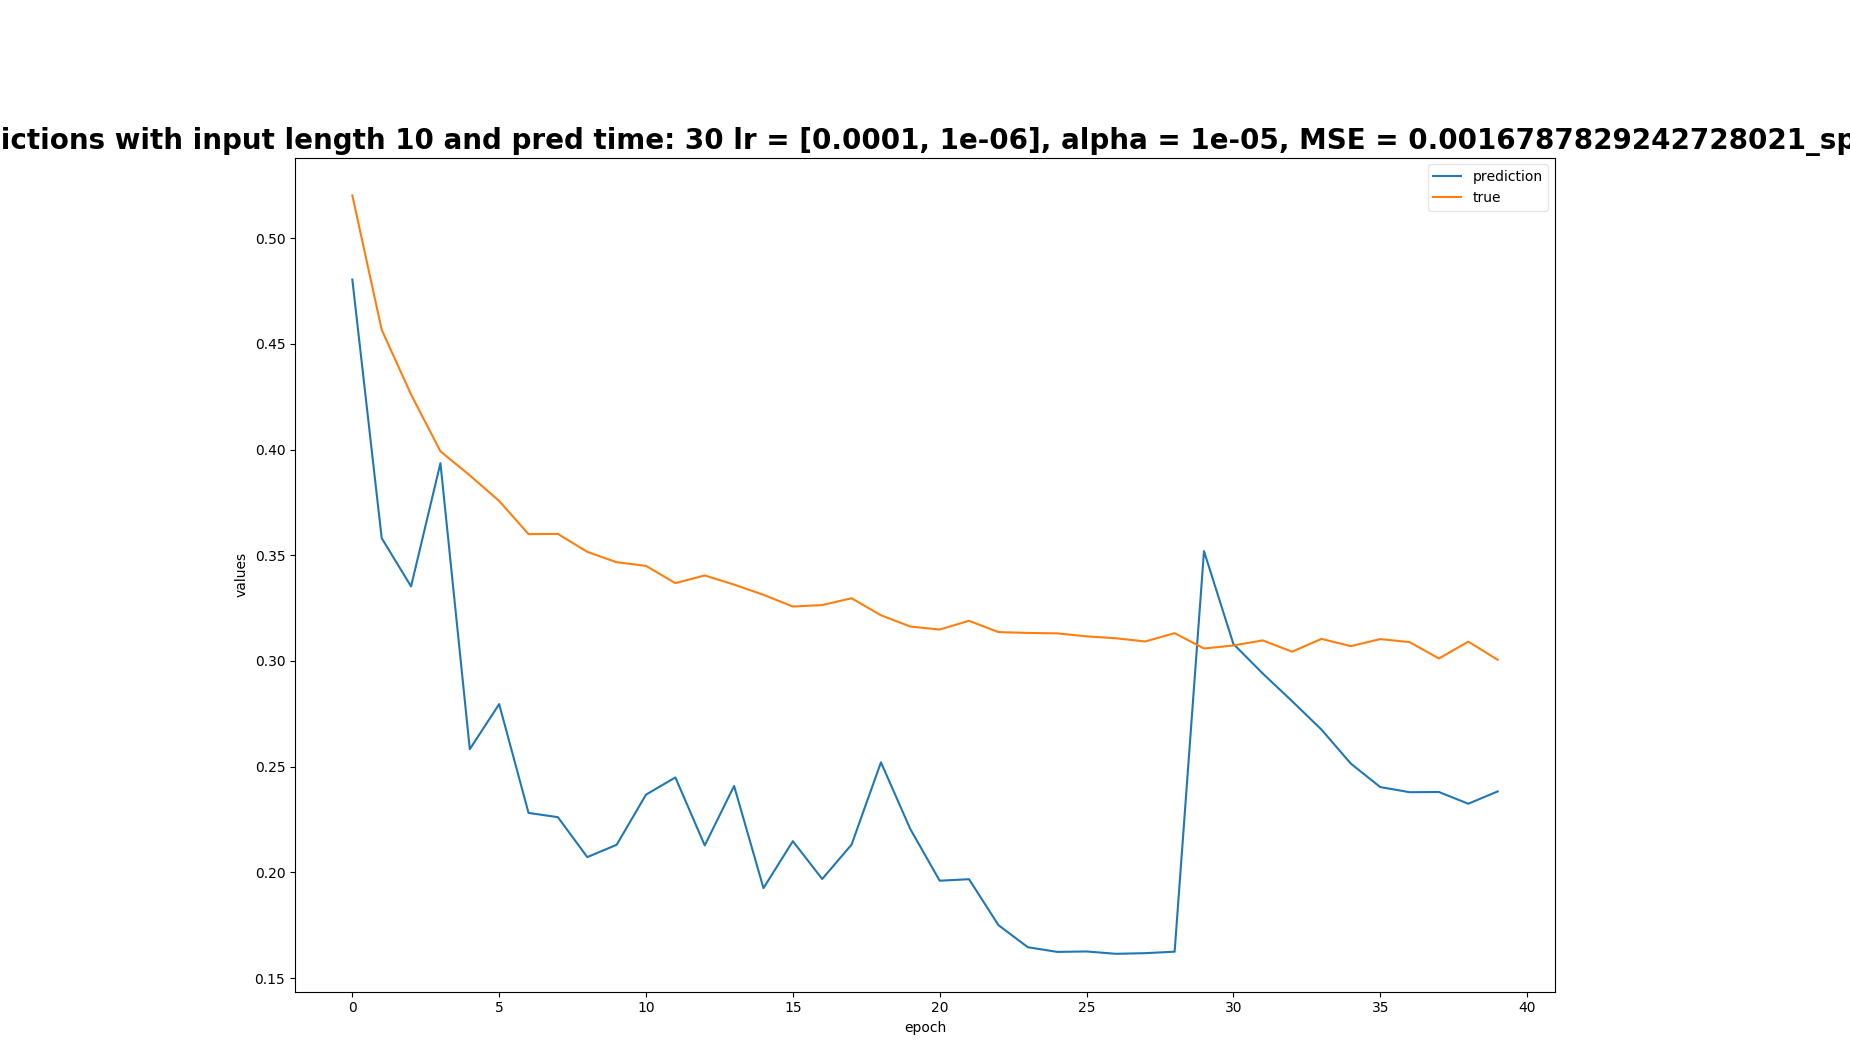 ictions with input length 10 and pred time: 30 lr = [0.0001, 1e-06], alpha = 1e-05, MSE = 0.0016787829242728021_sp
prediction
true
0.50
0.45
0.40
0.35
0.30
0.25
0.20
0.15
values
0 5 10 15 20 25 30 35 40
epoch